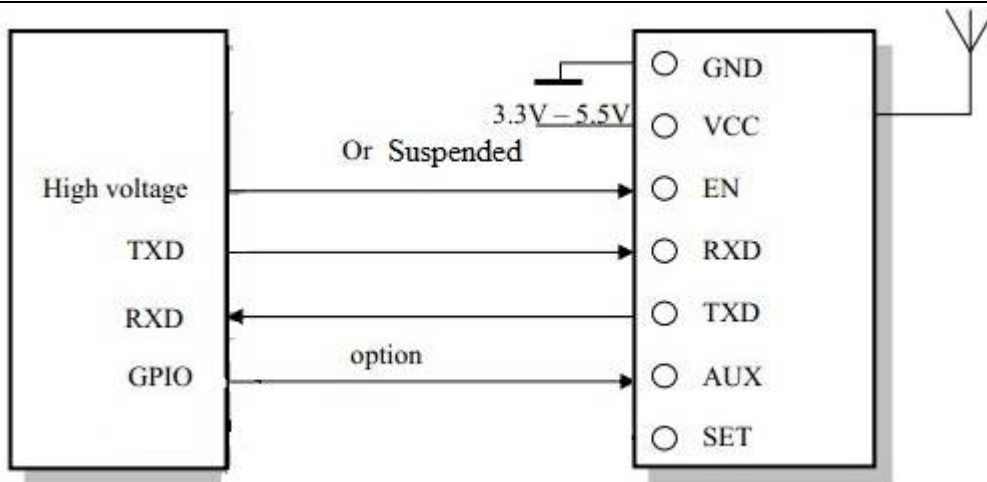 GND
3.3V – 5.5V
VCC
Or Suspended
High voltage
EN
TXD
RXD
RXD
TXD
option
GPIO
AUX
SET